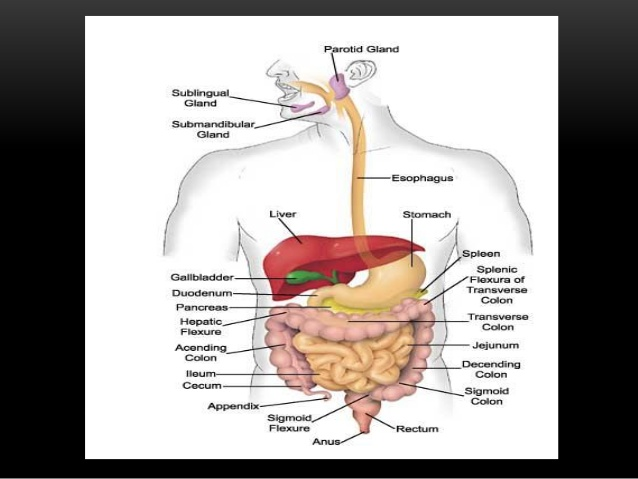 Parotid Gland
Sublingual
Gland
Submandibular
Gland
Esophagus
Liver
Stomach
Spleen
Splenic
Flexura of
Transverse
Colon
Gallbladder
Duodenum
Pancreas
Hepatic
Flexure
Transverse
Colon
Acending
Colon
Jejunum
Ileum
Decending
Colon
Cecum
Sigmoid
Colon
Appendix
Sigmoid
Flexure
Rectum
Anus